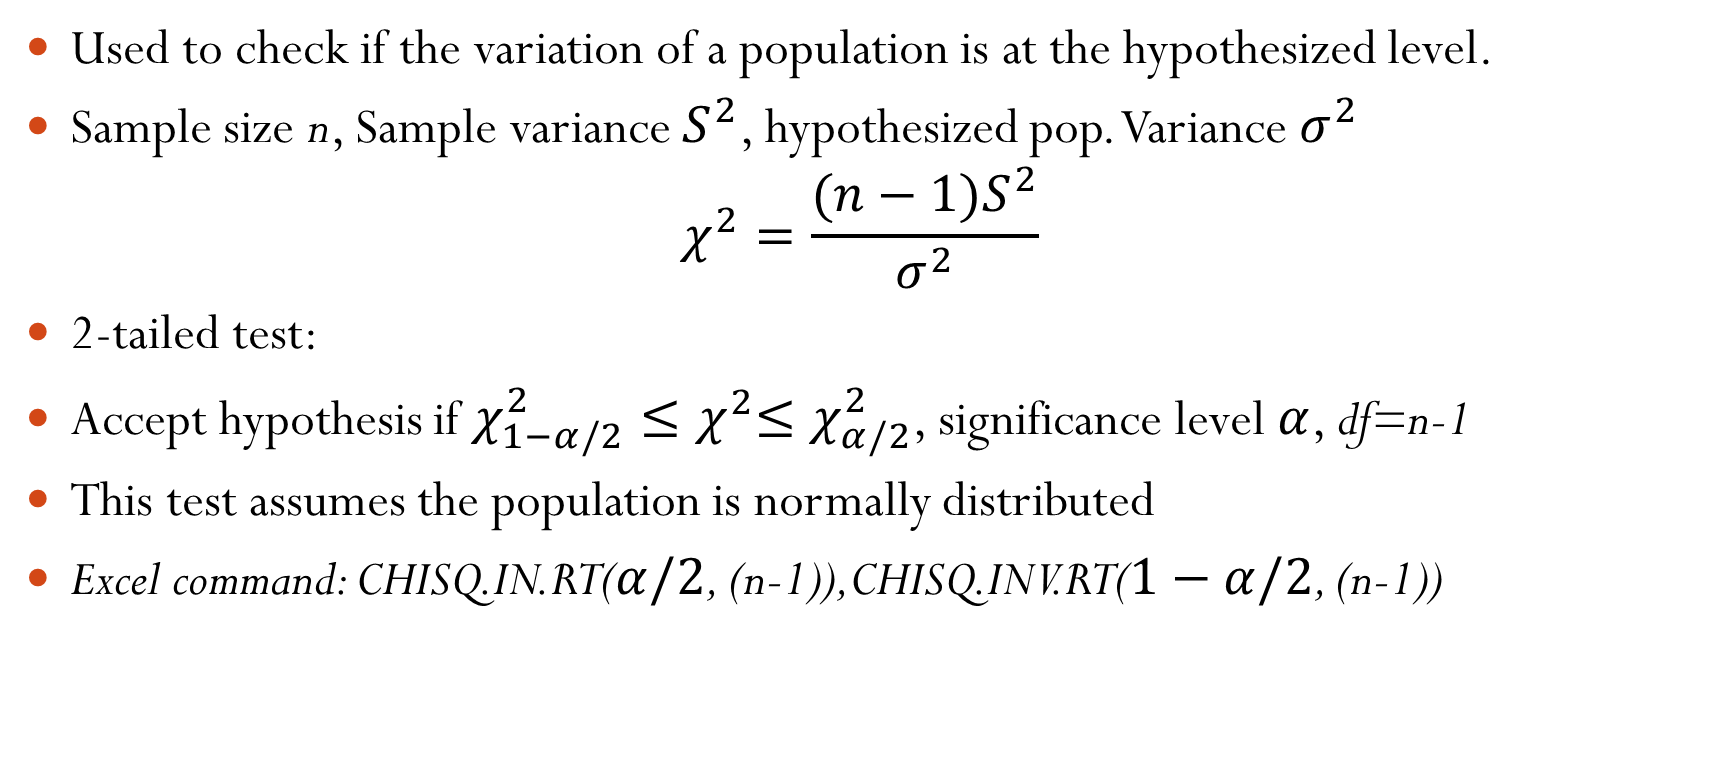 • Used to check if the variation of a population is at the hypothesized level.
• Sample size n, Sample variance S², hypothesized pop. Variance σ²
χ² = (n − 1)S² / σ²
• 2-tailed test:
• Accept hypothesis if χ²₁₋α/₂ ≤ χ² ≤ χ²α/₂, significance level α, df=n-1
• This test assumes the population is normally distributed
• Excel command: CHISQ.IN.RT(α/2, (n-1)),CHISQ.INV.RT(1 − α/2, (n-1))